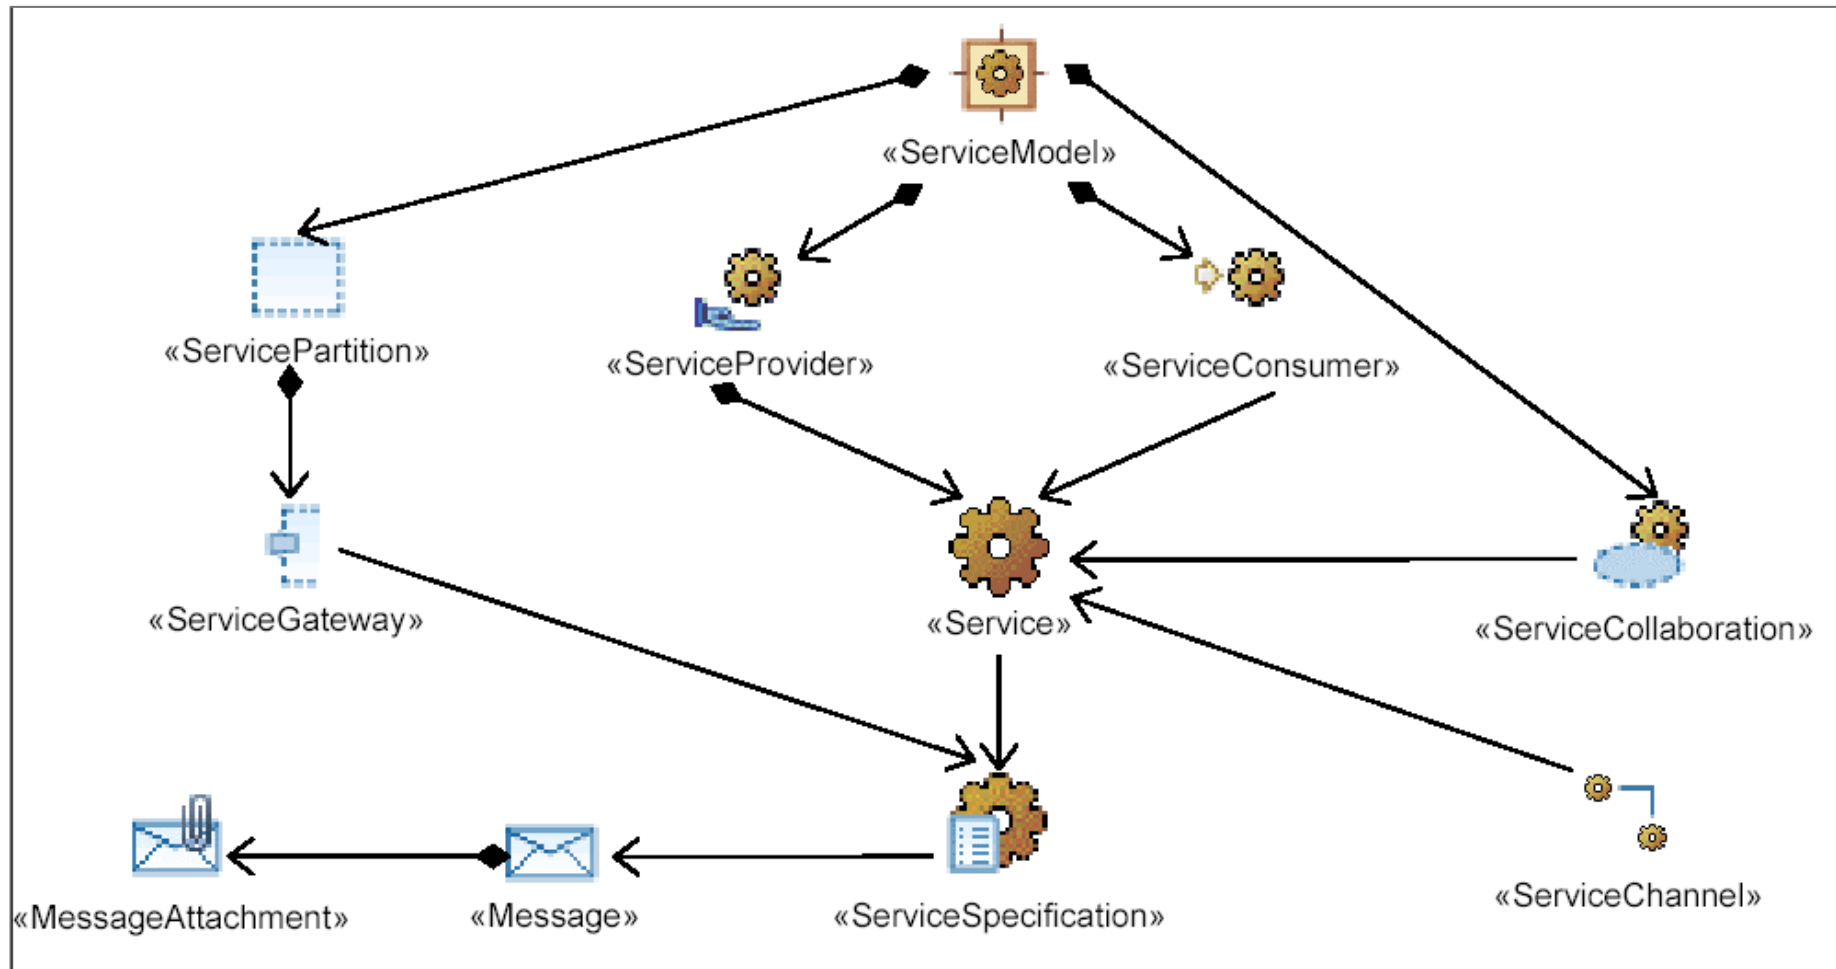 «ServiceModel»
«ServicePartition»
«ServiceProvider»
«ServiceConsumer»
«ServiceGateway»
«Service»
«ServiceCollaboration»
«MessageAttachment»
«Message»
«ServiceSpecification»
«ServiceChannel»